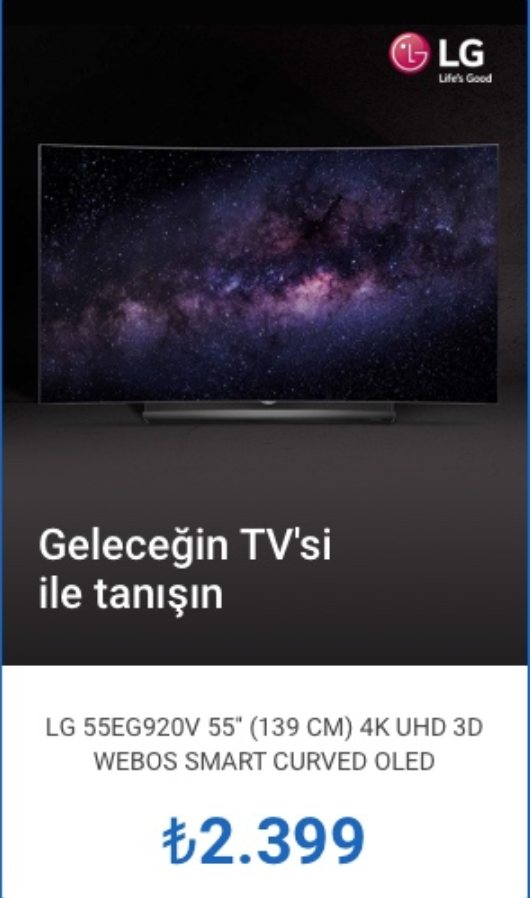 LG
Life's Good
Geleceğin TV'si
ile tanışın
LG 55EG920V 55" (139 CM) 4K UHD 3D
WEBOS SMART CURVED OLED
₺2.399